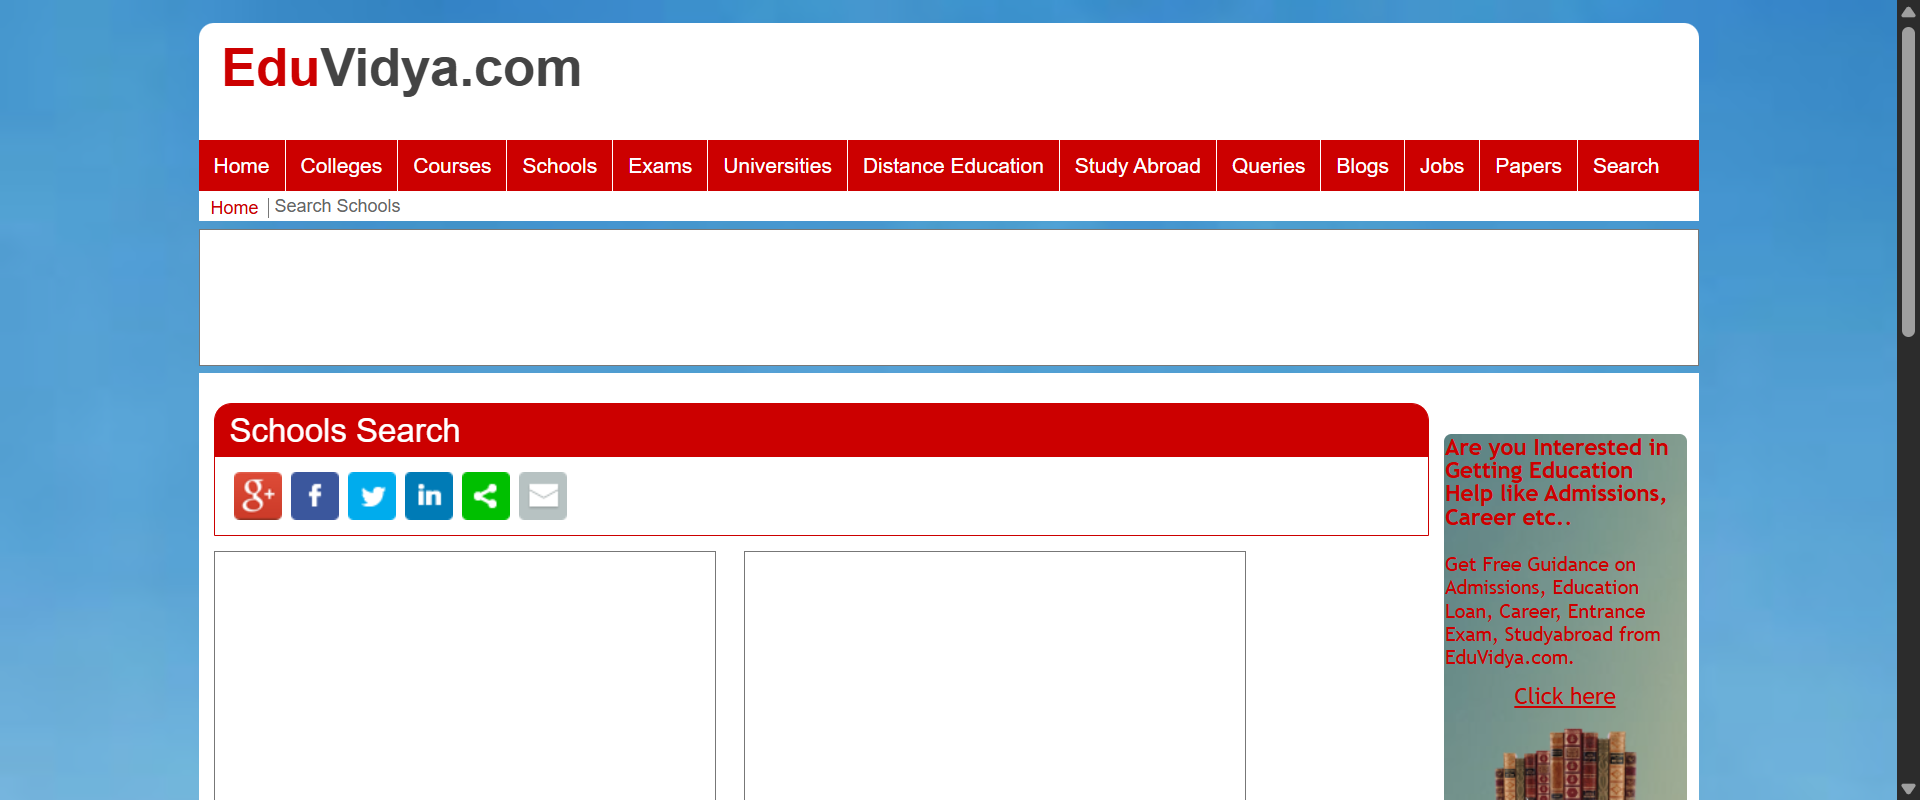 EduVidya.com
Home Colleges Courses Schools Exams Universities Distance Education Study Abroad Queries Blogs Jobs Papers Search
Home Search Schools
Schools Search
g+ f in
Are you Interested in
Getting Education
Help like Admissions,
Career etc..
Get Free Guidance on
Admissions, Education
Loan, Career, Entrance
Exam, Studyabroad from
EduVidya.com.
Click here